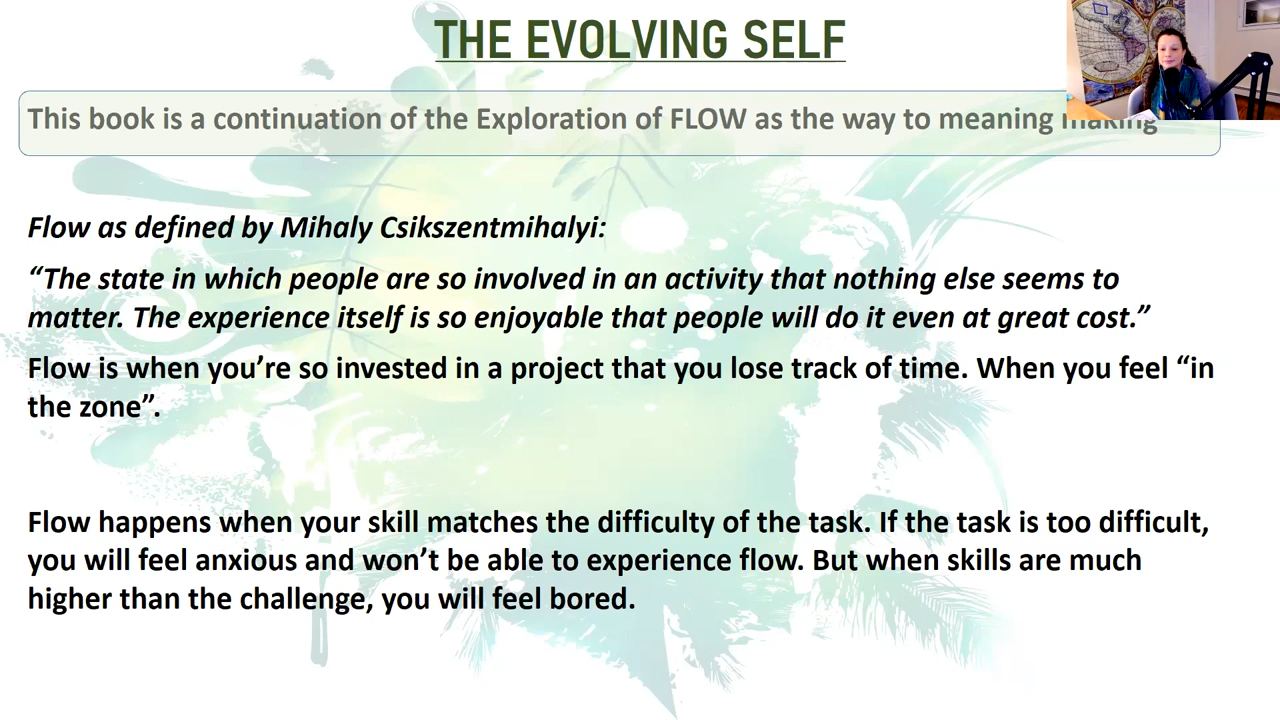 THE EVOLVING SELF
This book is a continuation of the Exploration of FLOW as the way to meaning making
Flow as defined by Mihaly Csikszentmihalyi:
“The state in which people are so involved in an activity that nothing else seems to
matter. The experience itself is so enjoyable that people will do it even at great cost.”
Flow is when you’re so invested in a project that you lose track of time. When you feel “in
the zone”.
Flow happens when your skill matches the difficulty of the task. If the task is too difficult,
you will feel anxious and won’t be able to experience flow. But when skills are much
higher than the challenge, you will feel bored.